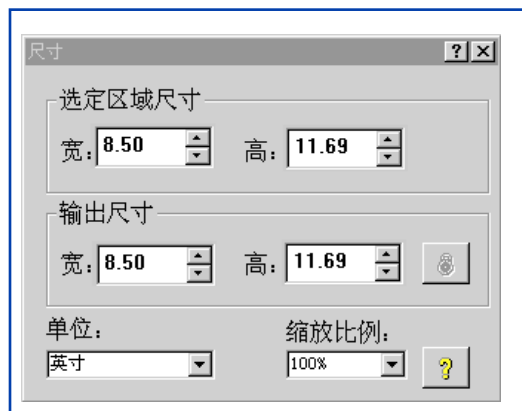 尺寸
选定区域尺寸
宽: 8.50 高: 11.69
输出尺寸
宽: 8.50 高: 11.69
单位: 缩放比例:
英寸 100%